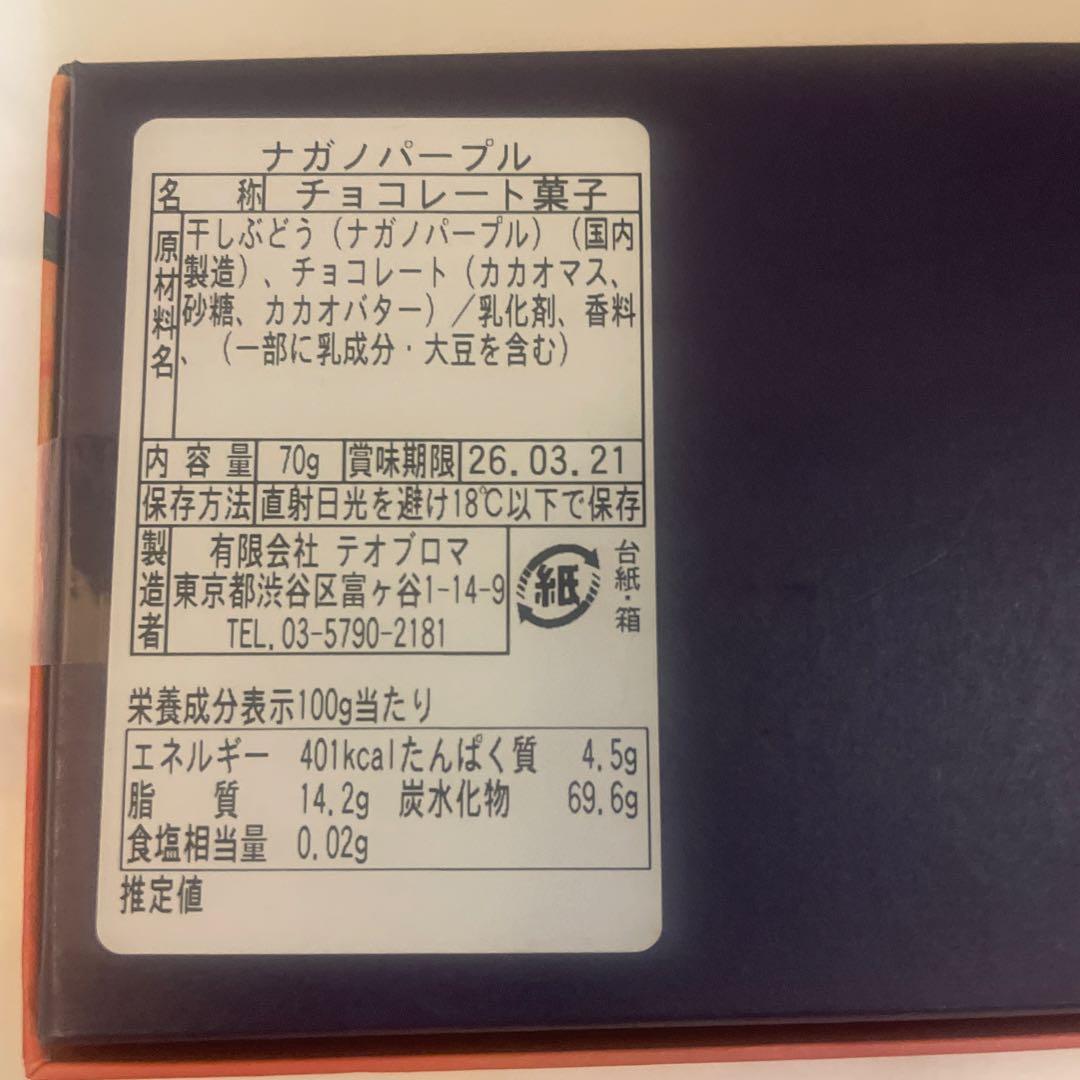 ナガノパープル
名 称 チョコレート菓子
原材料名 干しぶどう（ナガノパープル）（国内
製造）、チョコレート（カカオマス、
砂糖、カカオバター）／乳化剤、香料
、（一部に乳成分・大豆を含む）
内容量 70g 賞味期限 26.03.21
保存方法 直射日光を避け18℃以下で保存
製造者 有限会社 テオブロマ
東京都渋谷区富ヶ谷1-14-9
TEL.03-5790-2181
紙 台紙・箱
栄養成分表示100g当たり
エネルギー 401kcal たんぱく質 4.5g
脂 質 14.2g 炭水化物 69.6g
食塩相当量 0.02g
推定値